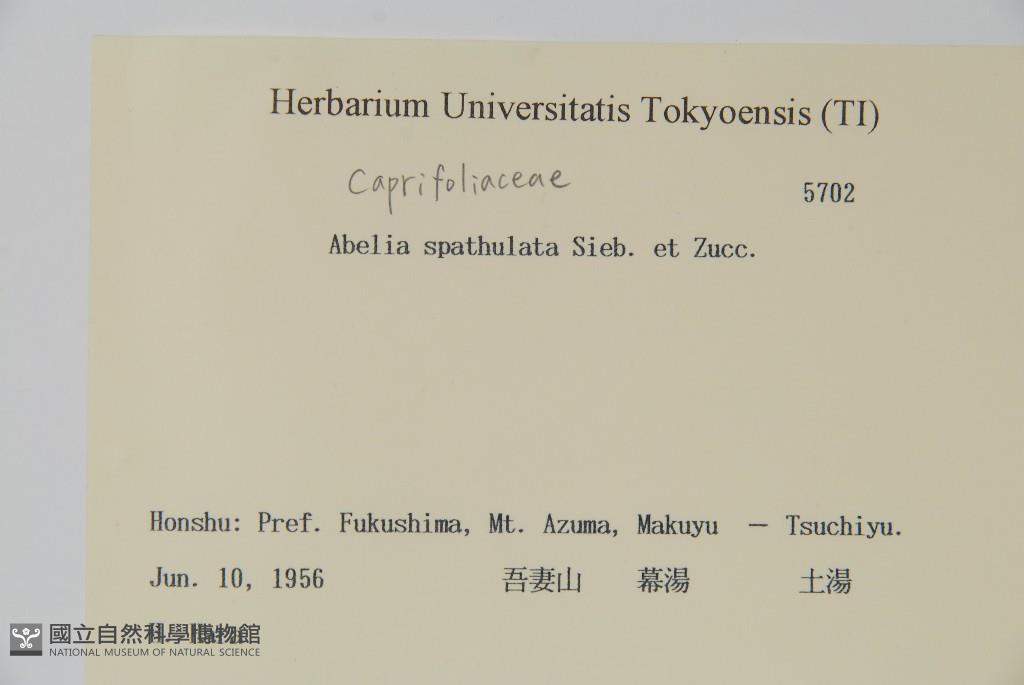 Herbarium Universitatis Tokyoensis (TI)
Caprifoliaceae
5702
Abelia spathulata Sieb. et Zucc.
Honshu: Pref. Fukushima, Mt. Azuma, Makuyu — Tsuchiyu.
Jun. 10, 1956 吾妻山 幕湯 土湯
國立自然科學博物館
NATIONAL MUSEUM OF NATURAL SCIENCE